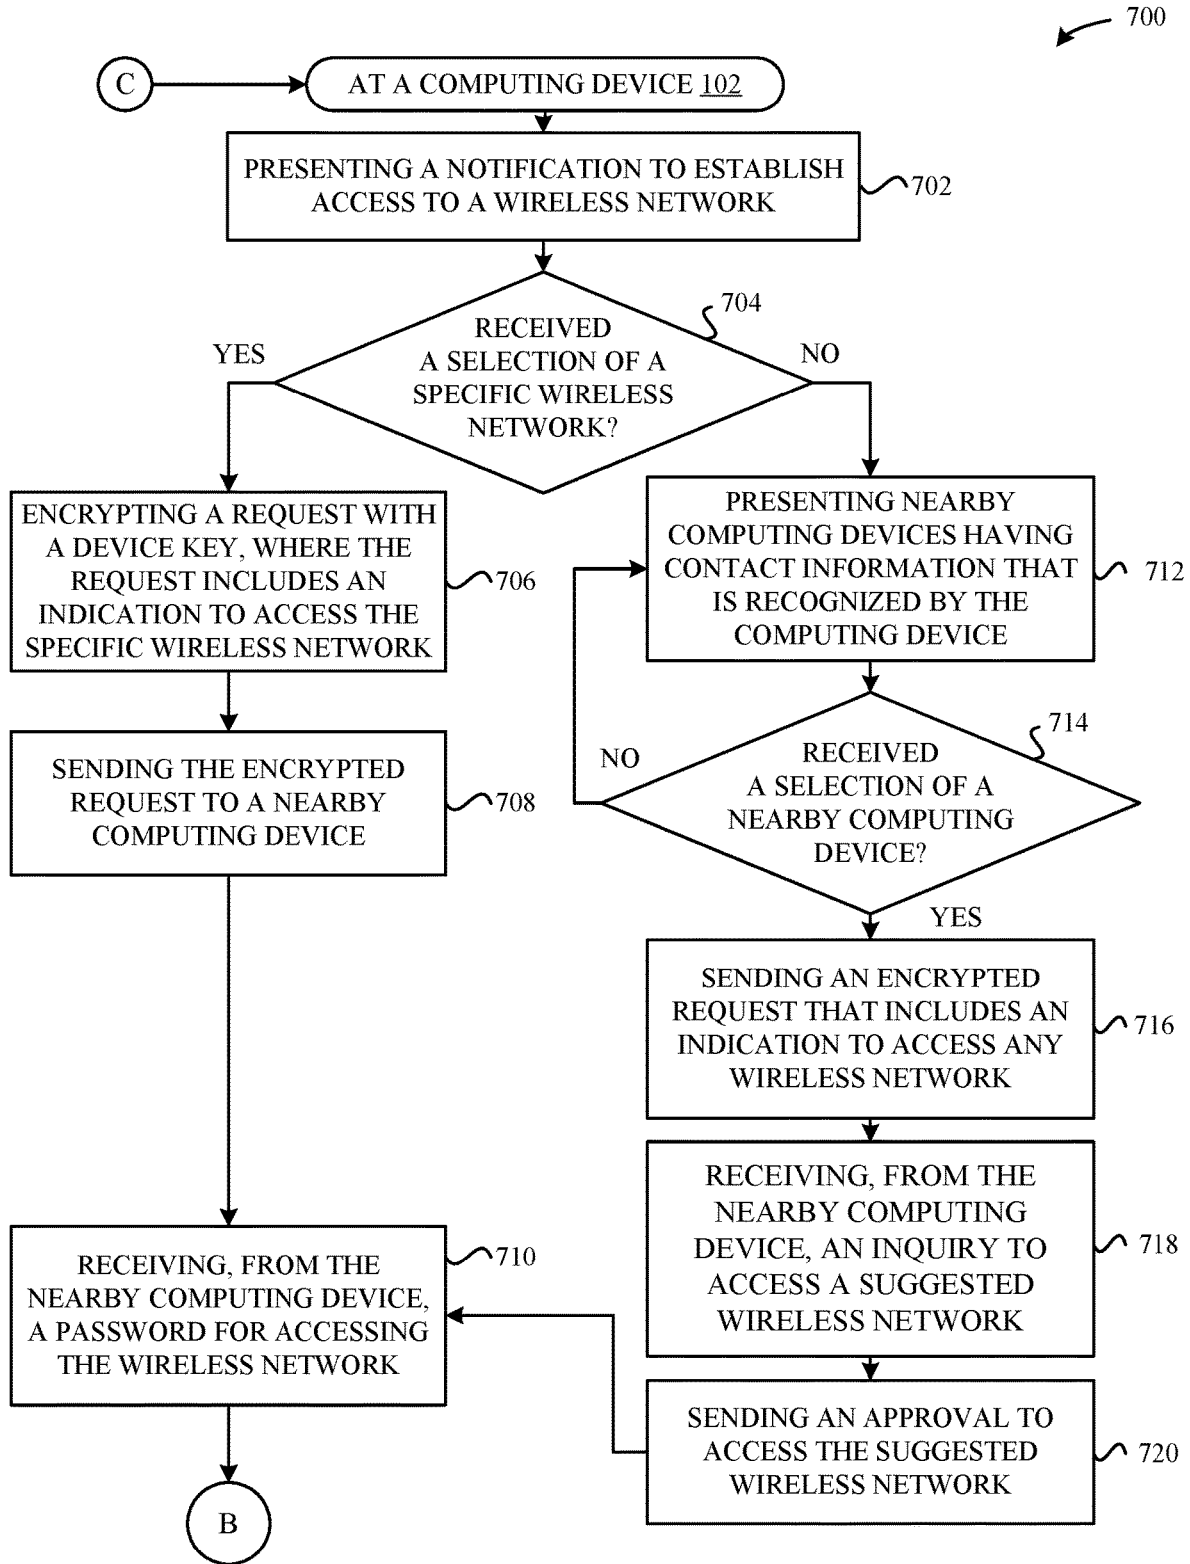 700
C
AT A COMPUTING DEVICE 102
PRESENTING A NOTIFICATION TO ESTABLISH
ACCESS TO A WIRELESS NETWORK
702
704
RECEIVED
A SELECTION OF A
SPECIFIC WIRELESS
NETWORK?
YES
NO
ENCRYPTING A REQUEST WITH
A DEVICE KEY, WHERE THE
REQUEST INCLUDES AN
INDICATION TO ACCESS THE
SPECIFIC WIRELESS NETWORK
706
SENDING THE ENCRYPTED
REQUEST TO A NEARBY
COMPUTING DEVICE
708
RECEIVING, FROM THE
NEARBY COMPUTING DEVICE,
A PASSWORD FOR ACCESSING
THE WIRELESS NETWORK
710
B
PRESENTING NEARBY
COMPUTING DEVICES HAVING
CONTACT INFORMATION THAT
IS RECOGNIZED BY THE
COMPUTING DEVICE
712
714
NO
RECEIVED
A SELECTION OF A
NEARBY COMPUTING
DEVICE?
YES
SENDING AN ENCRYPTED
REQUEST THAT INCLUDES AN
INDICATION TO ACCESS ANY
WIRELESS NETWORK
716
RECEIVING, FROM THE
NEARBY COMPUTING
DEVICE, AN INQUIRY TO
ACCESS A SUGGESTED
WIRELESS NETWORK
718
SENDING AN APPROVAL TO
ACCESS THE SUGGESTED
WIRELESS NETWORK
720